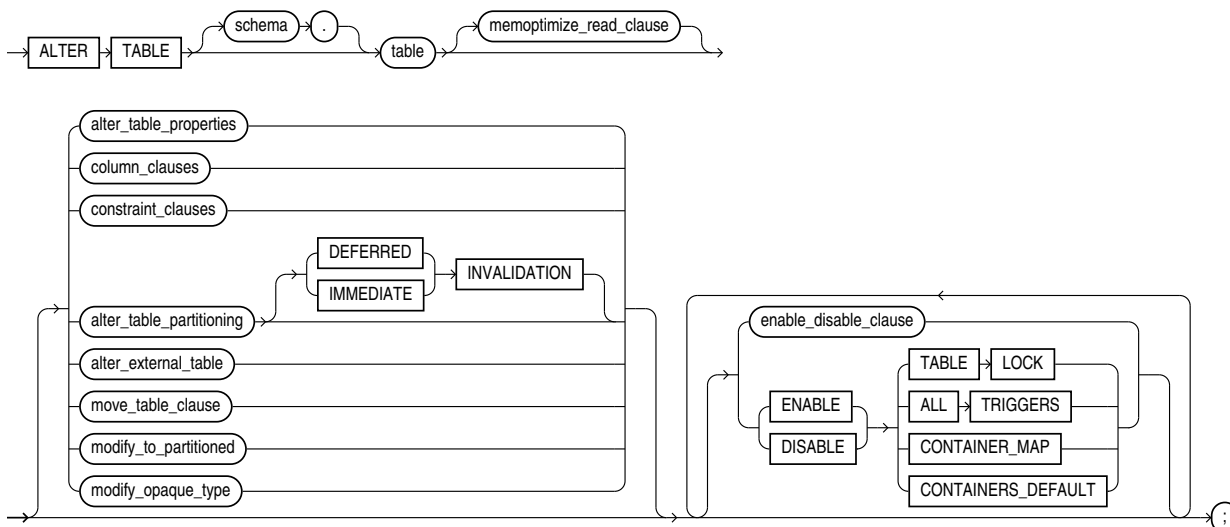 schema .
memoptimize_read_clause
ALTER TABLE table
alter_table_properties
column_clauses
constraint_clauses
DEFERRED
IMMEDIATE
INVALIDATION
alter_table_partitioning
alter_external_table
move_table_clause
modify_to_partitioned
modify_opaque_type
enable_disable_clause
ENABLE
DISABLE
TABLE LOCK
ALL TRIGGERS
CONTAINER_MAP
CONTAINERS_DEFAULT
;